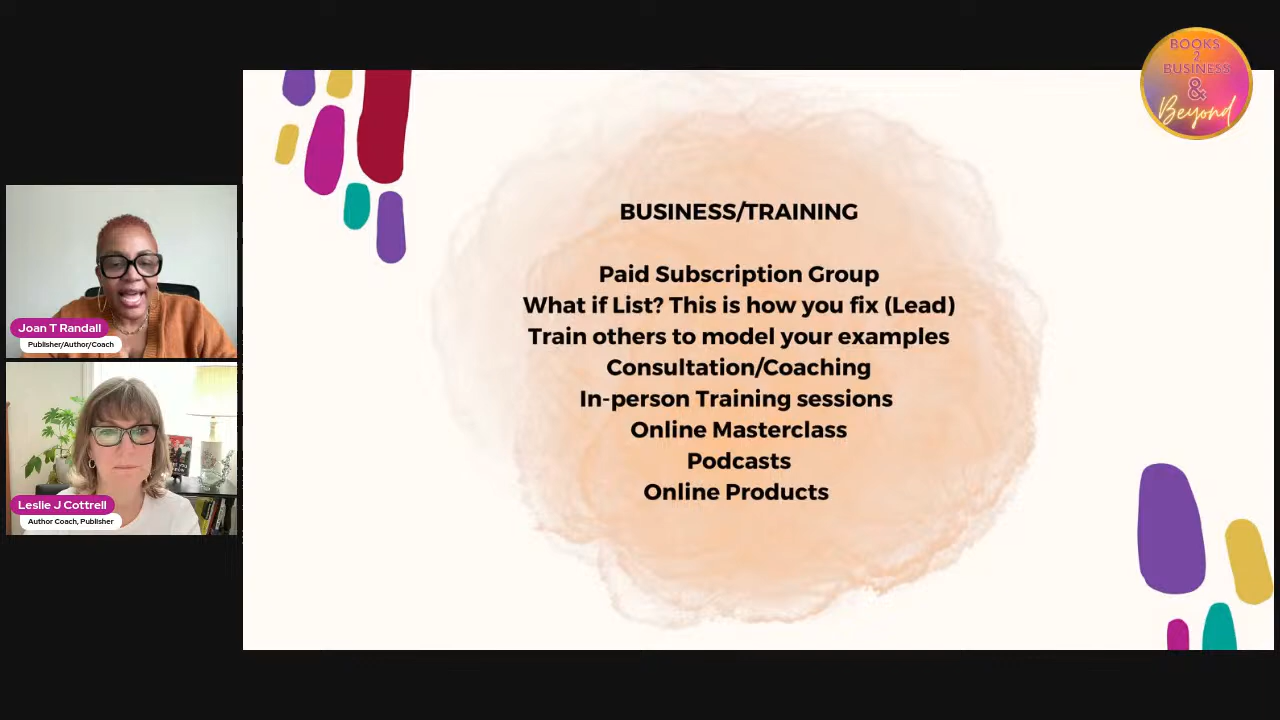 BOOKS
2
BUSINESS
&
Beyond
BUSINESS/TRAINING
Paid Subscription Group
What if List? This is how you fix (Lead)
Train others to model your examples
Consultation/Coaching
In-person Training sessions
Online Masterclass
Podcasts
Online Products
Joan T Randall
Publisher/Author/Coach
Leslie J Cottrell
Author Coach, Publisher